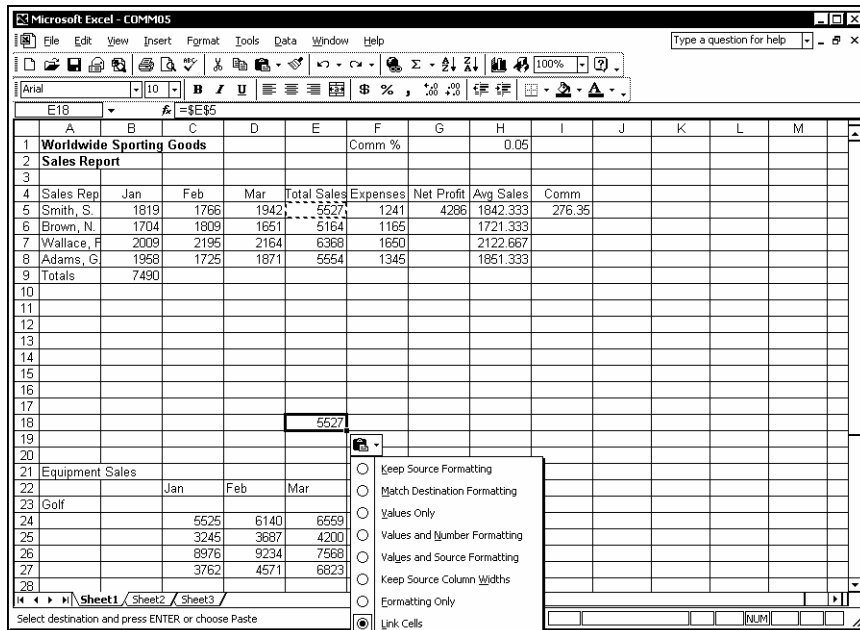 Microsoft Excel - COMM05
File Edit View Insert Format Tools Data Window Help Type a question for help
100%
Arial 10 B I U $ % ,
E18 fx =$E$5
A B C D E F G H I J K L M
1 Worldwide Sporting Goods Comm % 0.05
2 Sales Report
3
4 Sales Rep Jan Feb Mar Total Sales Expenses Net Profit Avg Sales Comm
5 Smith, S. 1819 1766 1942 5527 1241 4286 1842.333 276.35
6 Brown, N. 1704 1809 1651 5164 1165 1721.333
7 Wallace, F 2009 2195 2164 6368 1650 2122.667
8 Adams, G. 1958 1725 1871 5554 1345 1851.333
9 Totals 7490
10
11
12
13
14
15
16
17
18 5527
19
20
21 Equipment Sales Keep Source Formatting
22 Jan Feb Mar Match Destination Formatting
23 Golf Values Only
24 5525 6140 6559 Values and Number Formatting
25 3245 3687 4200 Values and Source Formatting
26 8976 9234 7568 Keep Source Column Widths
27 3762 4571 6823 Formatting Only
28
Sheet1 Sheet2 Sheet3
Select destination and press ENTER or choose Paste Link Cells NUM